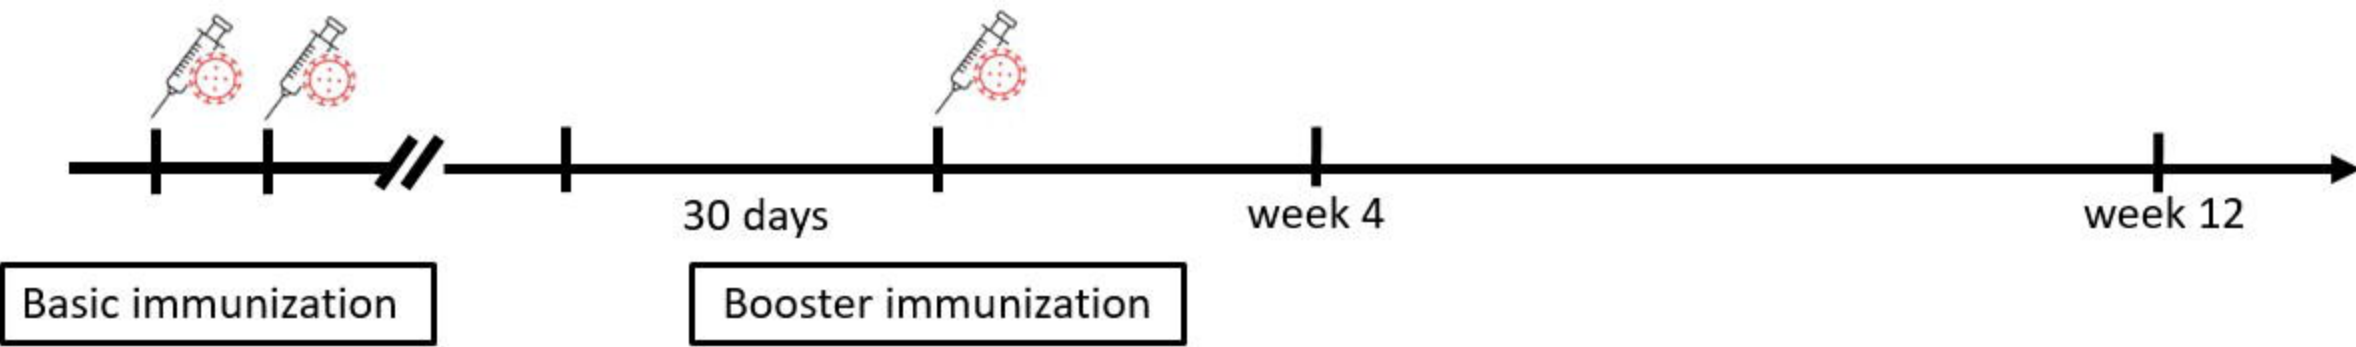 30 days
week 4
week 12
Basic immunization
Booster immunization